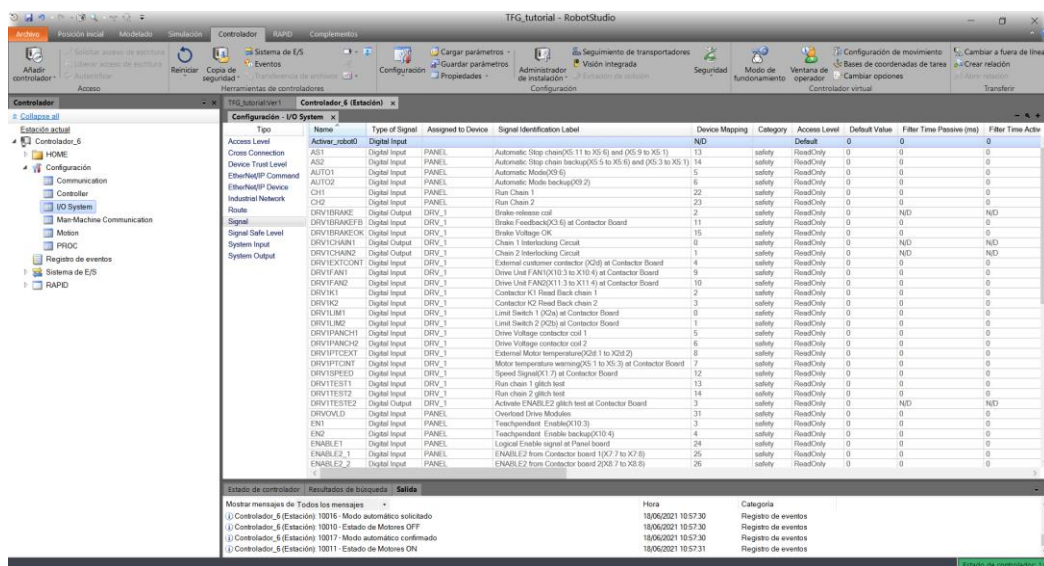 TFG_tutorial - RobotStudio
Archivo Posición inicial Modelado Simulación Controlador RAPID Complementos
Añadir controlador Solicitar acceso de escritura Liberar acceso de escritura Autentificar
Acceso
Reiniciar Copia de seguridad Sistema de E/S Eventos Transferencia de archivos
Herramientas de controladores
Configuración Cargar parámetros Guardar parámetros Propiedades Administrador de instalación Seguimiento de transportadores Visión integrada Seguridad
Configuración
Modo de funcionamiento Ventana de operador Configuración de movimiento Bases de coordenadas de tarea Cambiar opciones
Controlador virtual
Cambiar a fuera de línea Crear relación Abrir relación
Transferir
Controlador
Collapse all
Estación actual
Controlador_6
HOME
Configuración
Communication
Controller
I/O System
Man-Machine Communication
Motion
PROC
Registro de eventos
Sistema de E/S
RAPID
TFG_tutorial:Ver1 Controlador_6 (Estación) x
Configuración - I/O System x
Tipo
Access Level
Cross Connection
Device Trust Level
EtherNet/IP Command
EtherNet/IP Device
Industrial Network
Route
Signal
Signal Safe Level
System Input
System Output
Name Type of Signal Assigned to Device Signal Identification Label Device Mapping Category Access Level Default Value Filter Time Passive (ms) Filter Time Activ
Activar_robot0 Digital Input N/D Default 0 0 0
AS1 Digital Input PANEL Automatic Stop chain(X5:11 to X5:6) and (X5:9 to X5:1) 13 safety ReadOnly 0 0 0
AS2 Digital Input PANEL Automatic Stop chain backup(X5:5 to X5:6) and (X5:3 to X5:1) 14 safety ReadOnly 0 0 0
AUTO1 Digital Input PANEL Automatic Mode(X9:6) 5 safety ReadOnly 0 0 0
AUTO2 Digital Input PANEL Automatic Mode backup(X9:2) 6 safety ReadOnly 0 0 0
CH1 Digital Input PANEL Run Chain 1 22 safety ReadOnly 0 0 0
CH2 Digital Input PANEL Run Chain 2 23 safety ReadOnly 0 0 0
DRV1BRAKE Digital Output DRV_1 Brake-release coil 2 safety ReadOnly 0 N/D N/D
DRV1BRAKEFB Digital Input DRV_1 Brake Feedback(X3:6) at Contactor Board 11 safety ReadOnly 0 0 0
DRV1BRAKEOK Digital Input DRV_1 Brake Voltage OK 15 safety ReadOnly 0 0 0
DRV1CHAIN1 Digital Output DRV_1 Chain 1 Interlocking Circuit 0 safety ReadOnly 0 N/D N/D
DRV1CHAIN2 Digital Output DRV_1 Chain 2 Interlocking Circuit 1 safety ReadOnly 0 N/D N/D
DRV1EXTCONT Digital Input DRV_1 External customer contactor (X2d) at Contactor Board 4 safety ReadOnly 0 0 0
DRV1FAN1 Digital Input DRV_1 Drive Unit FAN1(X10:3 to X10:4) at Contactor Board 9 safety ReadOnly 0 0 0
DRV1FAN2 Digital Input DRV_1 Drive Unit FAN2(X11:3 to X11:4) at Contactor Board 10 safety ReadOnly 0 0 0
DRV1K1 Digital Input DRV_1 Contactor K1 Read Back chain 1 2 safety ReadOnly 0 0 0
DRV1K2 Digital Input DRV_1 Contactor K2 Read Back chain 2 3 safety ReadOnly 0 0 0
DRV1LIM1 Digital Input DRV_1 Limit Switch 1 (X2a) at Contactor Board 0 safety ReadOnly 0 0 0
DRV1LIM2 Digital Input DRV_1 Limit Switch 2 (X2b) at Contactor Board 1 safety ReadOnly 0 0 0
DRV1PANCH1 Digital Input DRV_1 Drive Voltage contactor coil 1 5 safety ReadOnly 0 0 0
DRV1PANCH2 Digital Input DRV_1 Drive Voltage contactor coil 2 6 safety ReadOnly 0 0 0
DRV1PTCEXT Digital Input DRV_1 External Motor temperature(X2d:1 to X2d:2) 8 safety ReadOnly 0 0 0
DRV1PTCINT Digital Input DRV_1 Motor temperature warning(X5:1 to X5:3) at Contactor Board 7 safety ReadOnly 0 0 0
DRV1SPEED Digital Input DRV_1 Speed Signal(X1:7) at Contactor Board 12 safety ReadOnly 0 0 0
DRV1TEST1 Digital Input DRV_1 Run chain 1 glitch test 13 safety ReadOnly 0 0 0
DRV1TEST2 Digital Input DRV_1 Run chain 2 glitch test 14 safety ReadOnly 0 0 0
DRV1TESTE2 Digital Output DRV_1 Activate ENABLE2 glitch test at Contactor Board 3 safety ReadOnly 0 N/D N/D
DRVOVLD Digital Input PANEL Overload Drive Modules 31 safety ReadOnly 0 0 0
EN1 Digital Input PANEL Teachpendent Enable(X10:3) 3 safety ReadOnly 0 0 0
EN2 Digital Input PANEL Teachpendent Enable backup(X10:4) 4 safety ReadOnly 0 0 0
ENABLE1 Digital Input PANEL Logical Enable signal at Panel board 24 safety ReadOnly 0 0 0
ENABLE2_1 Digital Input PANEL ENABLE2 from Contactor board 1(X7:7 to X7:8) 25 safety ReadOnly 0 0 0
ENABLE2_2 Digital Input PANEL ENABLE2 from Contactor board 2(X8:7 to X8:8) 26 safety ReadOnly 0 0 0
Estado de controlador Resultados de búsqueda Salida
Mostrar mensajes de Todos los mensajes Hora Categoría
Controlador_6 (Estación): 10016 - Modo automático solicitado 18/06/2021 10:57:30 Registro de eventos
Controlador_6 (Estación): 10010 - Estado de Motores OFF 18/06/2021 10:57:30 Registro de eventos
Controlador_6 (Estación): 10017 - Modo automático confirmado 18/06/2021 10:57:30 Registro de eventos
Controlador_6 (Estación): 10011 - Estado de Motores ON 18/06/2021 10:57:31 Registro de eventos
Estado de controlador: 1